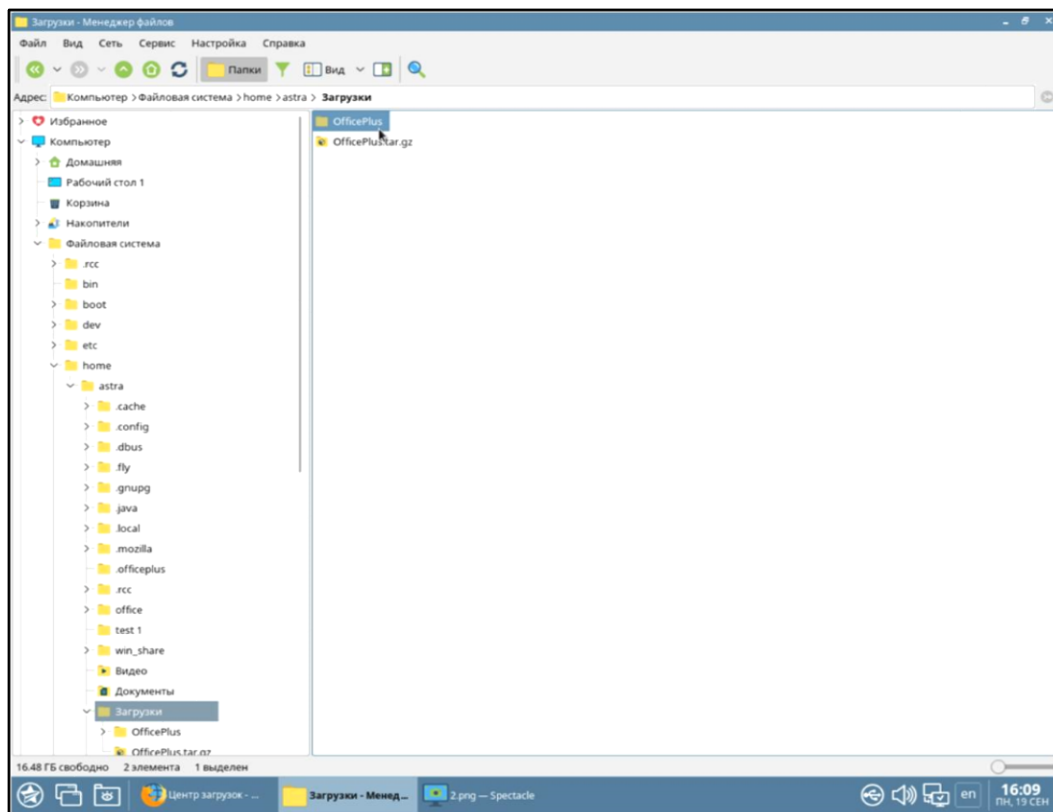 Загрузки - Менеджер файлов
Файл Вид Сеть Сервис Настройка Справка
Папки Вид
Адрес: Компьютер > Файловая система > home > astra > Загрузки
Избранное
Компьютер
Домашняя
Рабочий стол 1
Корзина
Накопители
Файловая система
.rcc
bin
boot
dev
etc
home
astra
.cache
.config
.dbus
.fly
.gnupg
.java
.local
.mozilla
.officeplus
.rcc
office
test 1
win_share
Видео
Документы
Загрузки
OfficePlus
OfficePlus.tar.gz
OfficePlus
OfficePlus.tar.gz
16.48 ГБ свободно 2 элемента 1 выделен
Центр загрузок - ...
Загрузки - Менед...
2.png — Spectacle
en
16:09
ПН, 19 СЕН